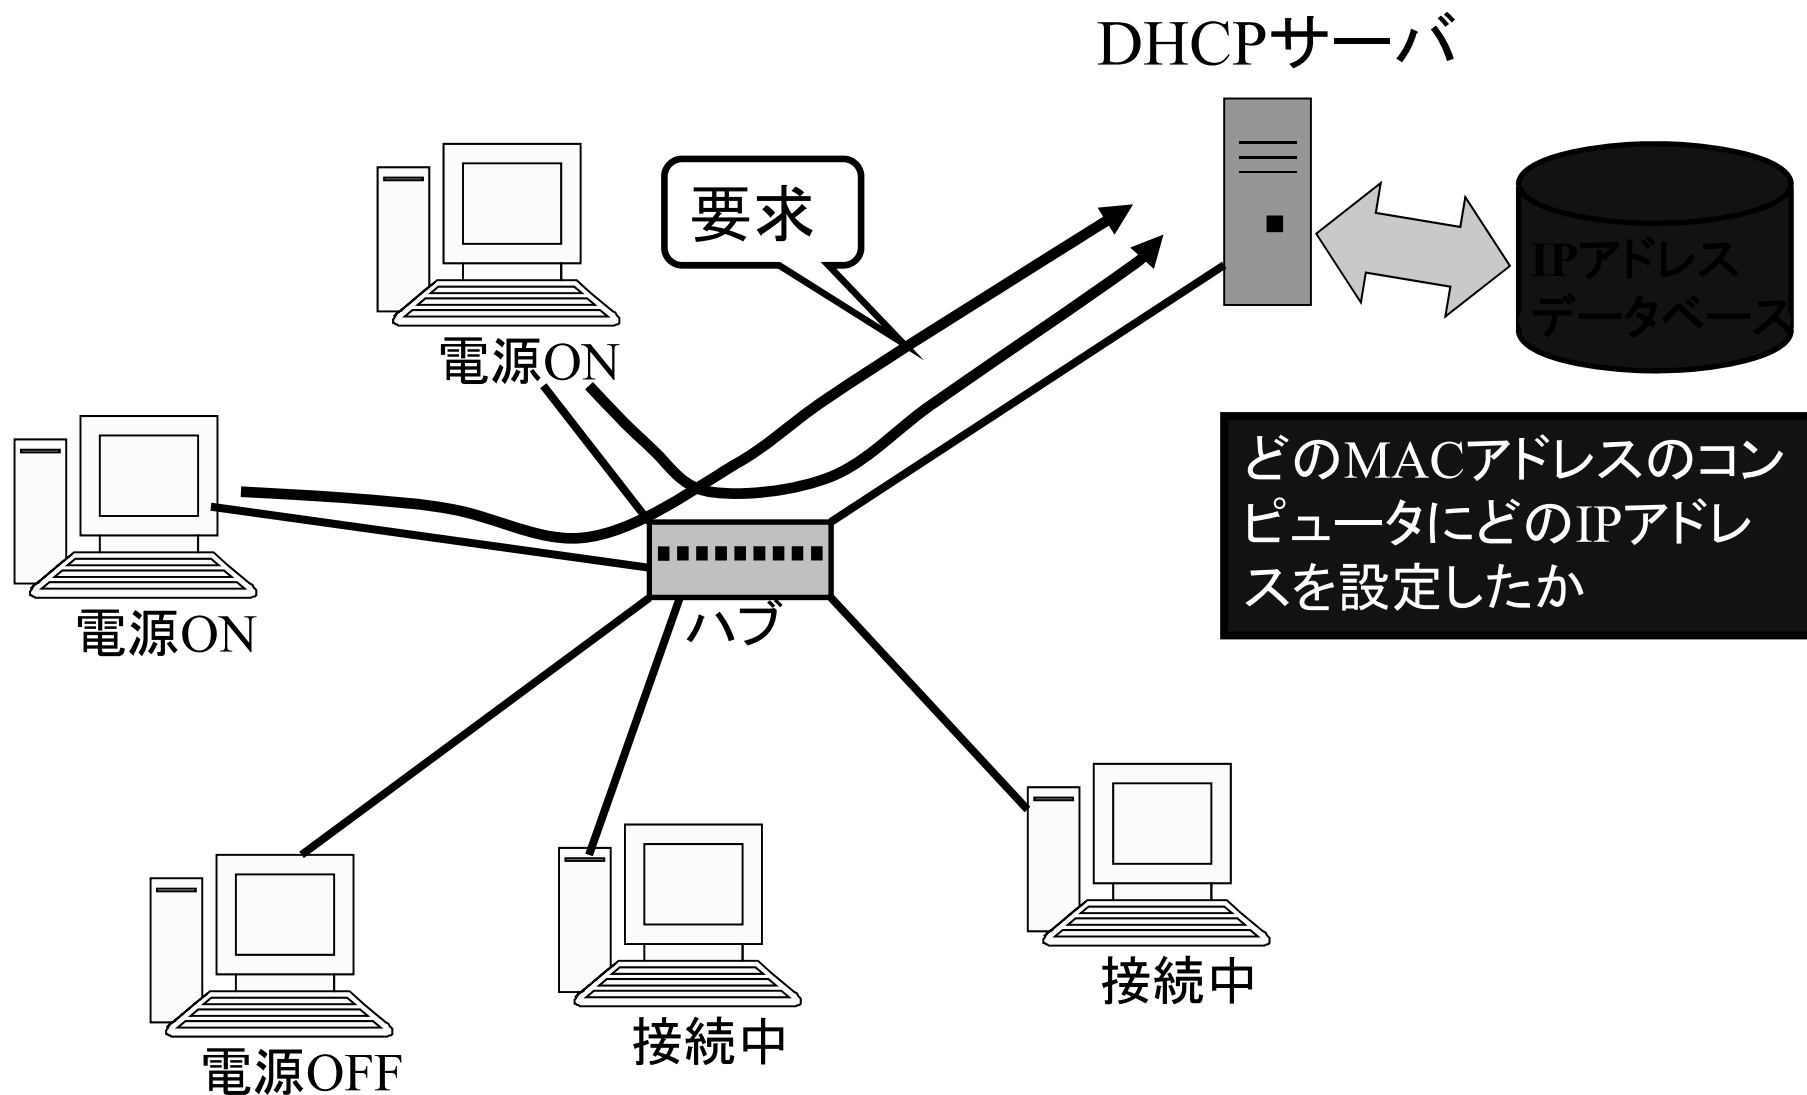 DHCPサーバ
要求
IPアドレス
データベース
電源ON
どのMACアドレスのコン
ピュータにどのIPアドレ
スを設定したか
電源ON
ハブ
接続中
接続中
電源OFF